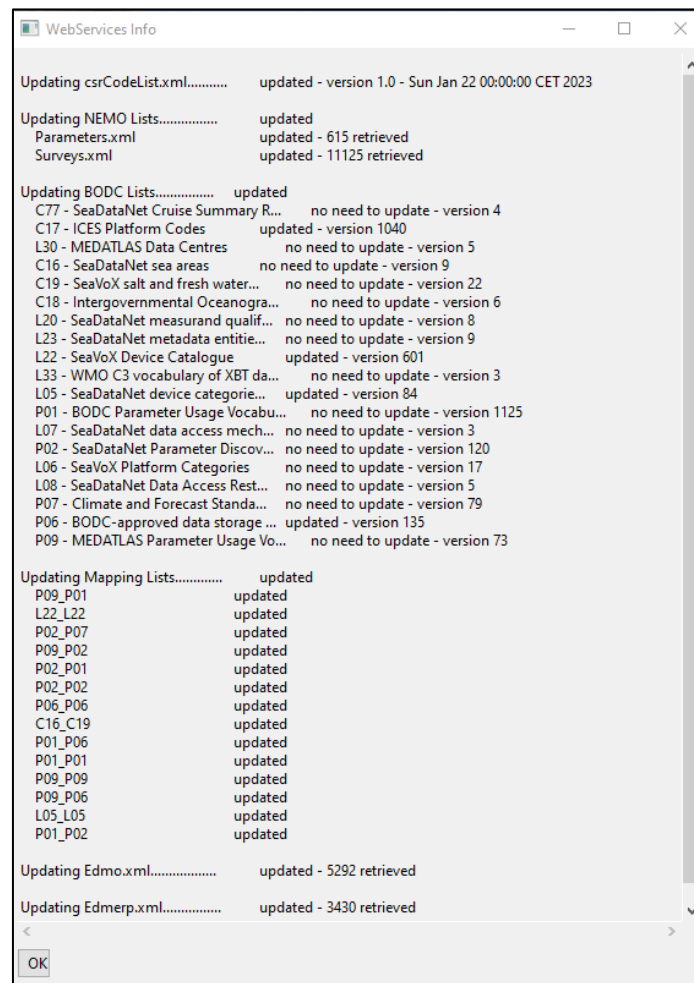 WebServices Info
Updating csrCodeList.xml........... updated - version 1.0 - Sun Jan 22 00:00:00 CET 2023
Updating NEMO Lists................ updated
Parameters.xml updated - 615 retrieved
Surveys.xml updated - 11125 retrieved
Updating BODC Lists................ updated
C77 - SeaDataNet Cruise Summary R... no need to update - version 4
C17 - ICES Platform Codes updated - version 1040
L30 - MEDATLAS Data Centres no need to update - version 5
C16 - SeaDataNet sea areas no need to update - version 9
C19 - SeaVoX salt and fresh water... no need to update - version 22
C18 - Intergovernmental Oceanogra... no need to update - version 6
L20 - SeaDataNet measurand qualif... no need to update - version 8
L23 - SeaDataNet metadata entitie... no need to update - version 9
L22 - SeaVoX Device Catalogue updated - version 601
L33 - WMO C3 vocabulary of XBT da... no need to update - version 3
L05 - SeaDataNet device categorie... updated - version 84
P01 - BODC Parameter Usage Vocabu... no need to update - version 1125
L07 - SeaDataNet data access mech... no need to update - version 3
P02 - SeaDataNet Parameter Discov... no need to update - version 120
L06 - SeaVoX Platform Categories no need to update - version 17
L08 - SeaDataNet Data Access Rest... no need to update - version 5
P07 - Climate and Forecast Standa... no need to update - version 79
P06 - BODC-approved data storage ... updated - version 135
P09 - MEDATLAS Parameter Usage Vo... no need to update - version 73
Updating Mapping Lists............. updated
P09_P01 updated
L22_L22 updated
P02_P07 updated
P09_P02 updated
P02_P01 updated
P02_P02 updated
P06_P06 updated
C16_C19 updated
P01_P06 updated
P01_P01 updated
P09_P09 updated
P09_P06 updated
L05_L05 updated
P01_P02 updated
Updating Edmo.xml.................. updated - 5292 retrieved
Updating Edmerp.xml................ updated - 3430 retrieved
OK